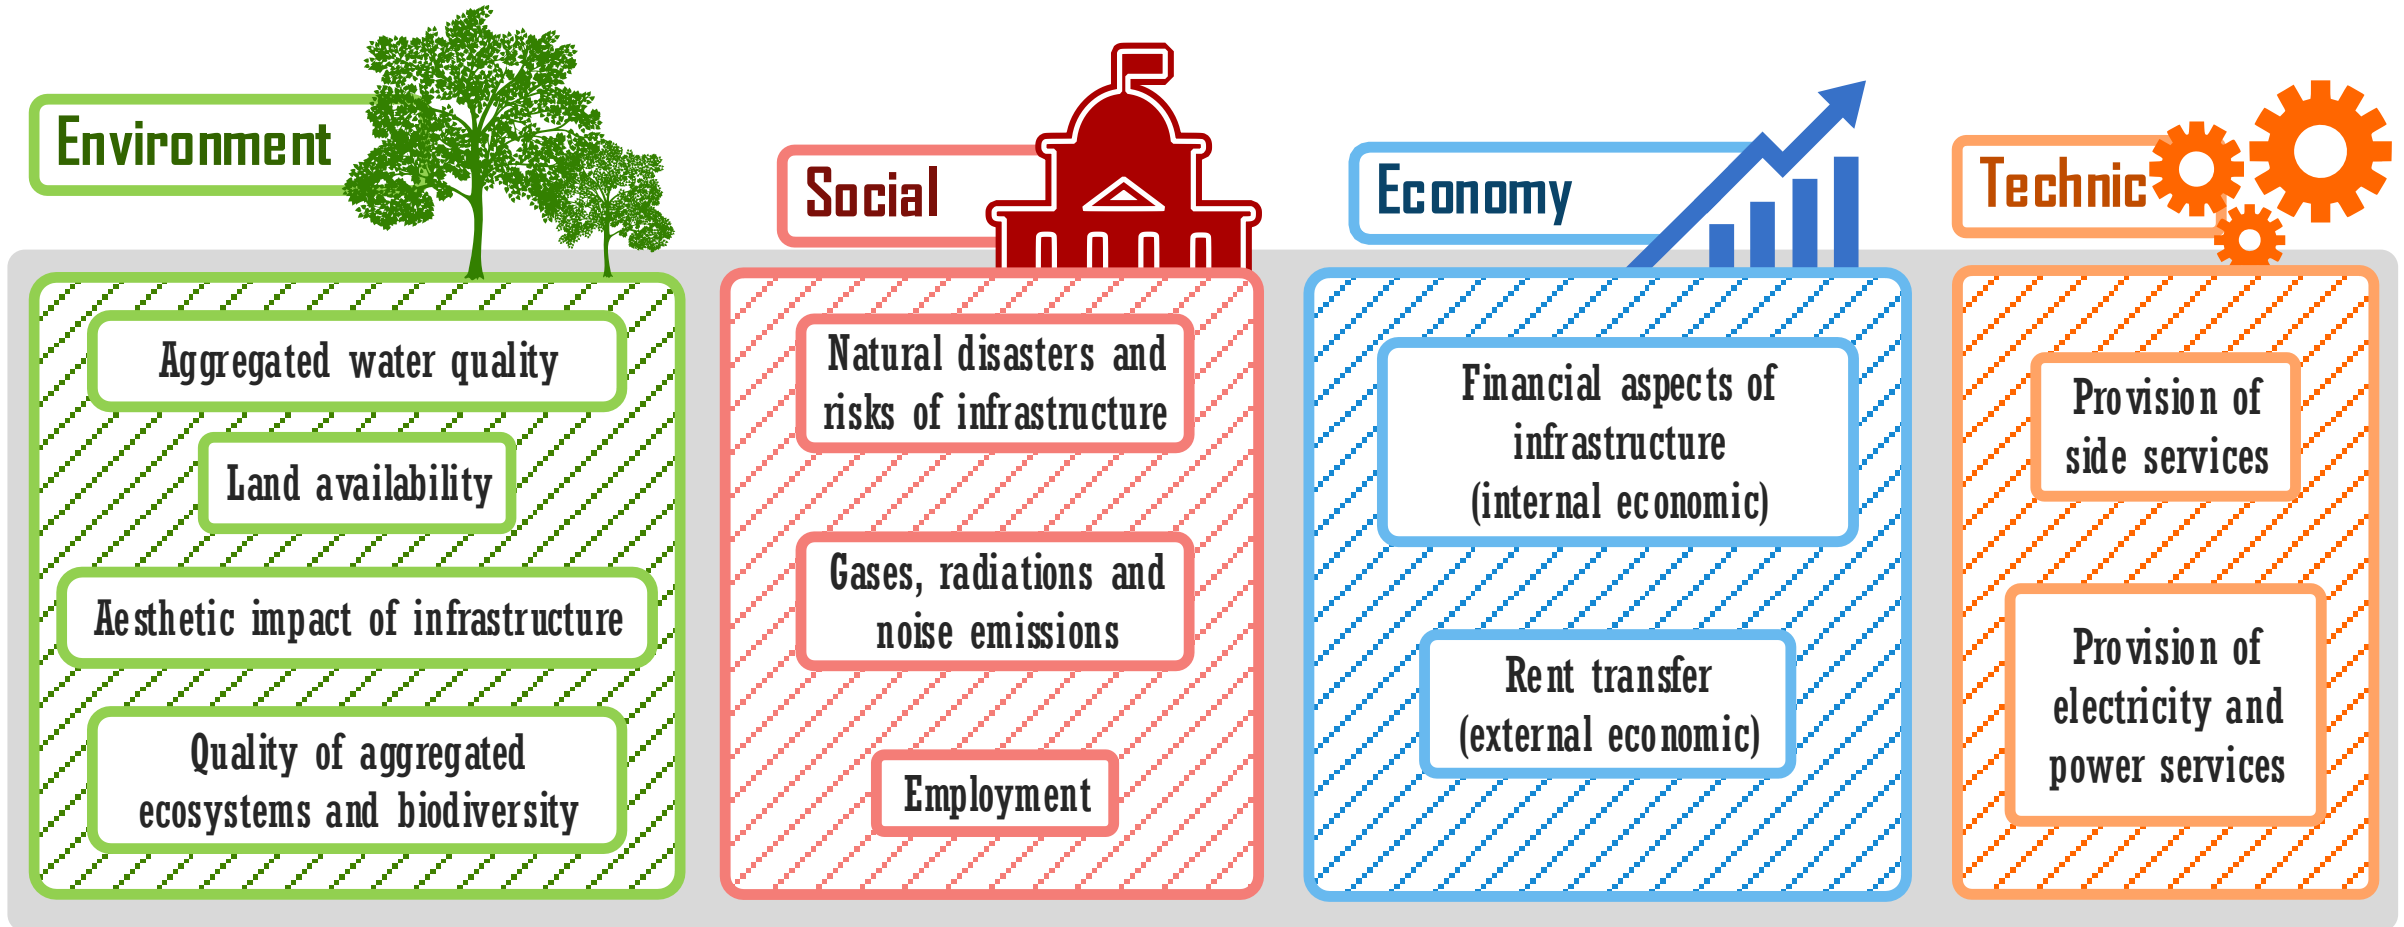 Environment
Aggregated water quality
Land availability
Aesthetic impact of infrastructure
Quality of aggregated
ecosystems and biodiversity
Social
Natural disasters and
risks of infrastructure
Gases, radiations and
noise emissions
Employment
Economy
Financial aspects of
infrastructure
(internal economic)
Rent transfer
(external economic)
Technic
Provision of
side services
Provision of
electricity and
power services